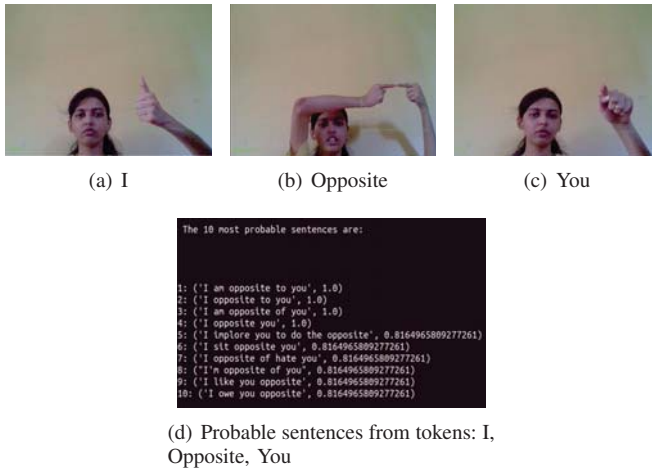 (a) I
(b) Opposite
(c) You
The 10 most probable sentences are:
1: ('I am opposite to you', 1.0)
2: ('I opposite to you', 1.0)
3: ('I am opposite of you', 1.0)
4: ('I opposite you', 1.0)
5: ('I implore you to do the opposite', 0.8164965809277261)
6: ('I sit opposite you', 0.8164965809277261)
7: ('I opposite of hate you', 0.8164965809277261)
8: ("I'm opposite of you", 0.8164965809277261)
9: ('I like you opposite', 0.8164965809277261)
10: ('I owe you opposite', 0.8164965809277261)
(d) Probable sentences from tokens: I,
Opposite, You